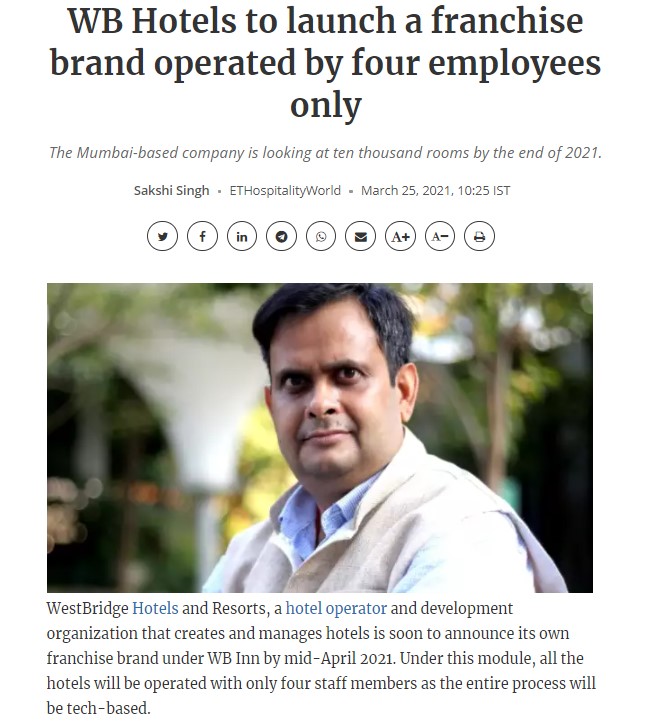 WB Hotels to launch a franchise
brand operated by four employees
only
The Mumbai-based company is looking at ten thousand rooms by the end of 2021.
Sakshi Singh • ETHospitalityWorld • March 25, 2021, 10:25 IST
A+ A−
WestBridge Hotels and Resorts, a hotel operator and development
organization that creates and manages hotels is soon to announce its own
franchise brand under WB Inn by mid-April 2021. Under this module, all the
hotels will be operated with only four staff members as the entire process will
be tech-based.